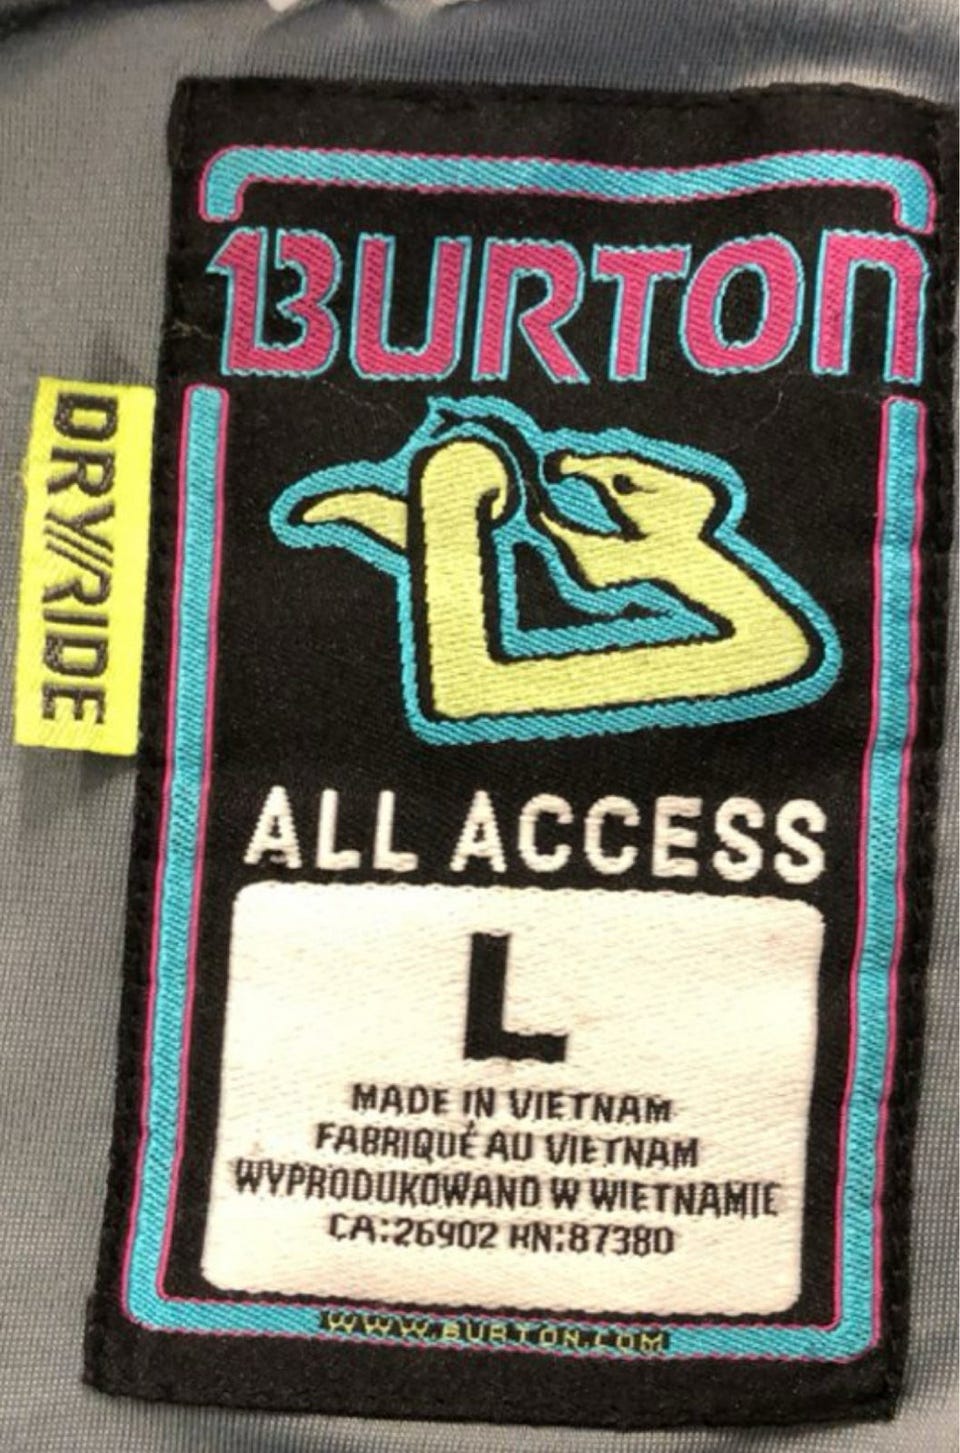 BURTON
DRY//RIDE
ALL ACCESS
L
MADE IN VIETNAM
FABRIQUÉ AU VIETNAM
WYPRODUKOWANO W WIETNAMIE
CA:26902 RN:87380
WWW.BURTON.COM